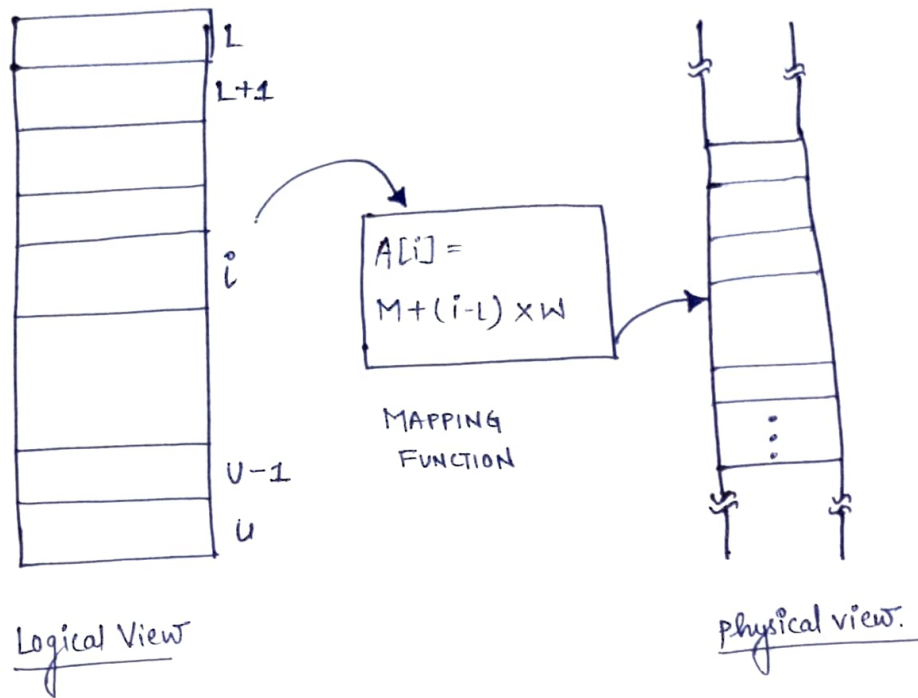 L
L+1
i
U-1
u
A[i] =
M+(i-L) ×W
MAPPING
FUNCTION
Logical View
physical view.